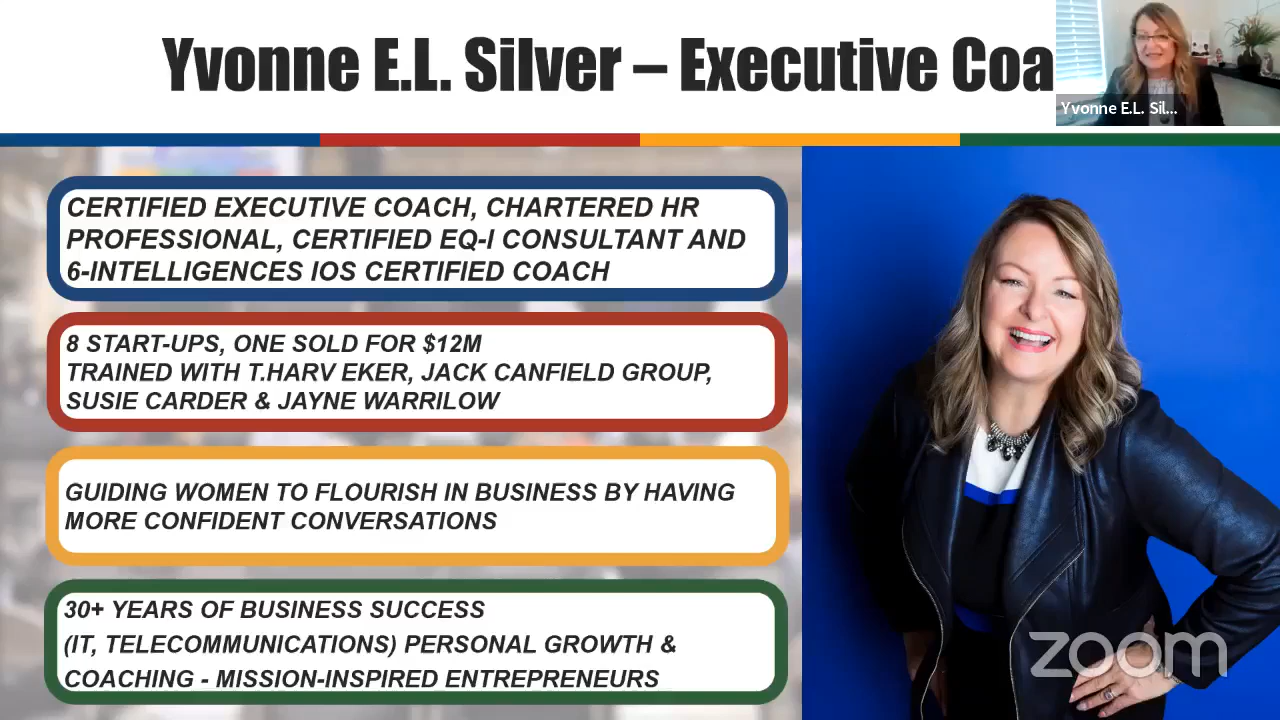 Yvonne E.L. Silver – Executive Coa
Yvonne E.L. Sil...
CERTIFIED EXECUTIVE COACH, CHARTERED HR
PROFESSIONAL, CERTIFIED EQ-I CONSULTANT AND
6-INTELLIGENCES IOS CERTIFIED COACH
8 START-UPS, ONE SOLD FOR $12M
TRAINED WITH T.HARV EKER, JACK CANFIELD GROUP,
SUSIE CARDER & JAYNE WARRILOW
GUIDING WOMEN TO FLOURISH IN BUSINESS BY HAVING
MORE CONFIDENT CONVERSATIONS
30+ YEARS OF BUSINESS SUCCESS
(IT, TELECOMMUNICATIONS) PERSONAL GROWTH &
COACHING - MISSION-INSPIRED ENTREPRENEURS
zoom